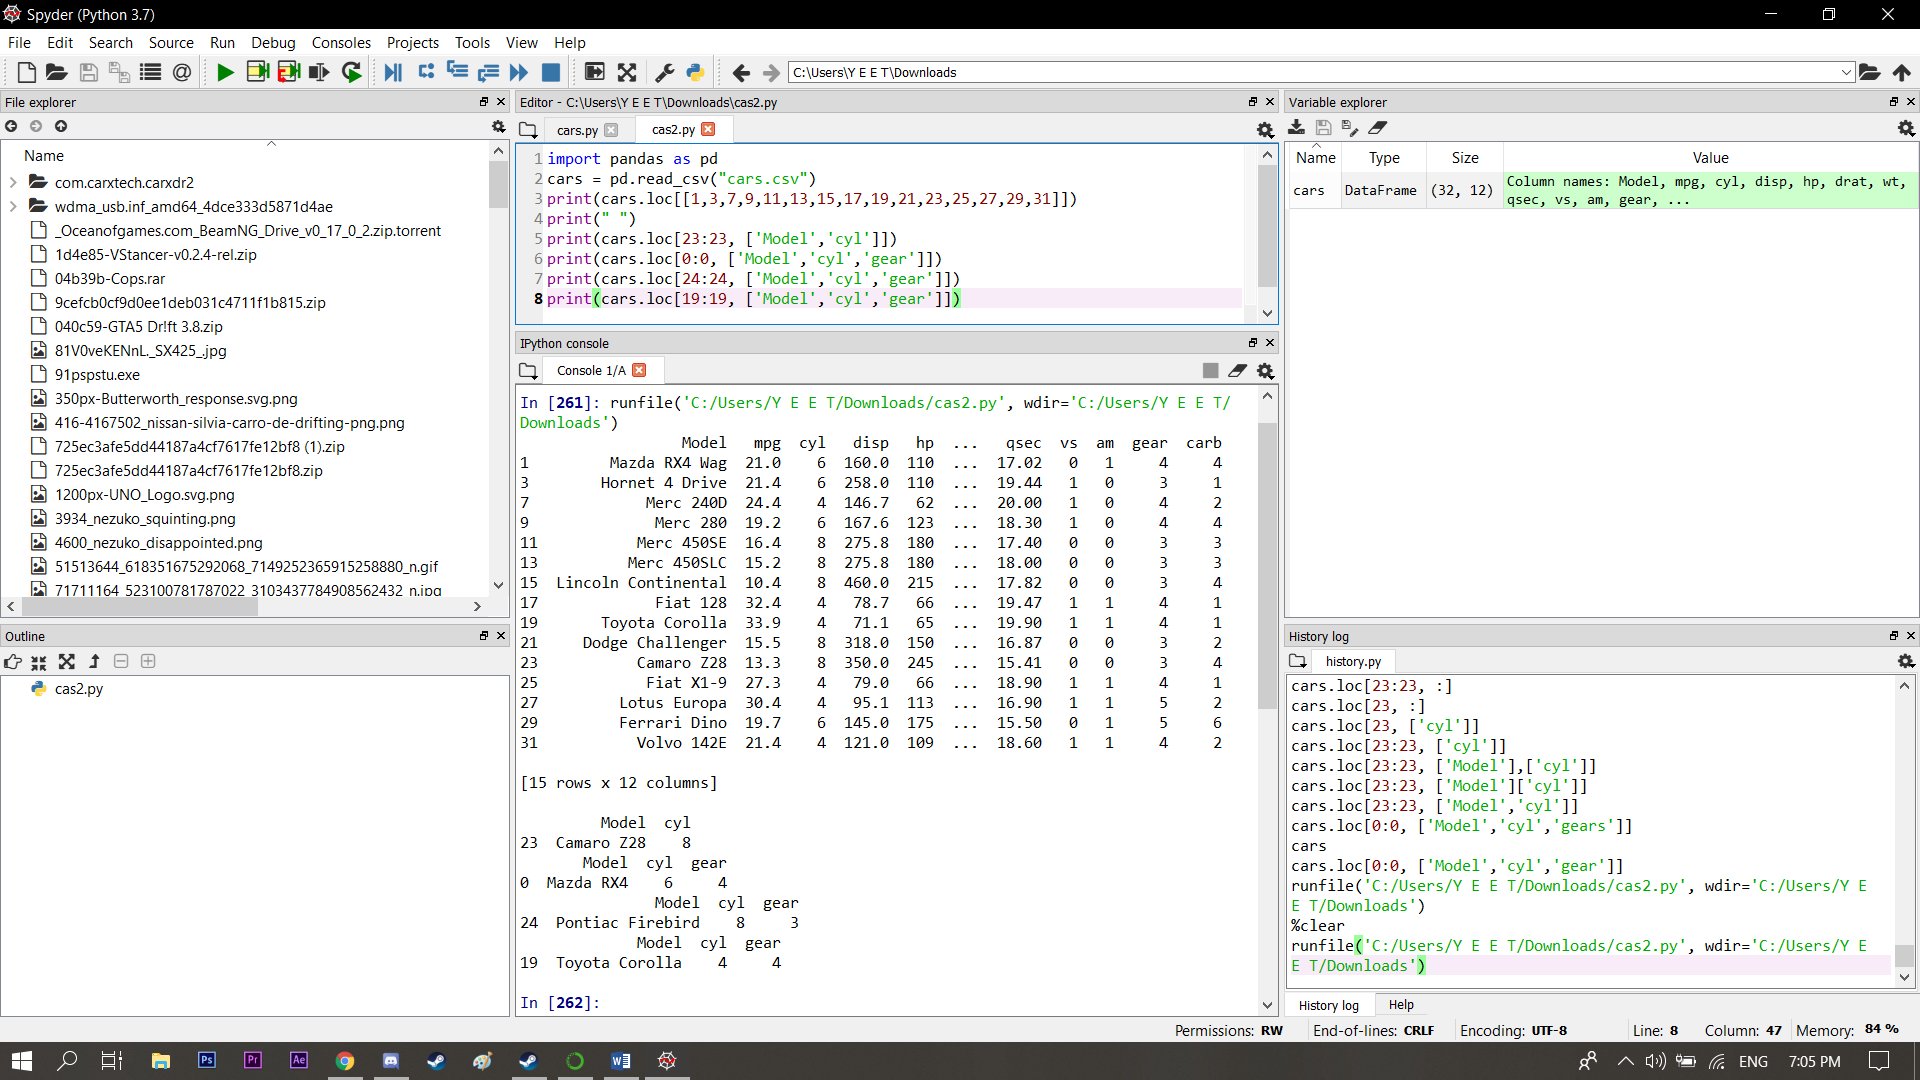 Spyder (Python 3.7)
File Edit Search Source Run Debug Consoles Projects Tools View Help
C:\Users\Y E E T\Downloads
File explorer
Name
com.carxtech.carxdr2
wdma_usb.inf_amd64_4dce333d5871d4ae
_Oceanofgames.com_BeamNG_Drive_v0_17_0_2.zip.torrent
1d4e85-VStancer-v0.2.4-rel.zip
04b39b-Cops.rar
9cefcb0cf9d0ee1deb031c4711f1b815.zip
040c59-GTA5 Dr!ft 3.8.zip
81V0veKENnL._SX425_.jpg
91pspstu.exe
350px-Butterworth_response.svg.png
416-4167502_nissan-silvia-carro-de-drifting-png.png
725ec3afe5dd44187a4cf7617fe12bf8 (1).zip
725ec3afe5dd44187a4cf7617fe12bf8.zip
1200px-UNO_Logo.svg.png
3934_nezuko_squinting.png
4600_nezuko_disappointed.png
51513644_618351675292068_7149252365915258880_n.gif
71711164_523100781787022_3103437784908562432_n.jpg
Outline
cas2.py
Editor - C:\Users\Y E E T\Downloads\cas2.py
cars.py cas2.py
1 import pandas as pd
2 cars = pd.read_csv("cars.csv")
3 print(cars.loc[[1,3,7,9,11,13,15,17,19,21,23,25,27,29,31]])
4 print(" ")
5 print(cars.loc[23:23, ['Model','cyl']])
6 print(cars.loc[0:0, ['Model','cyl','gear']])
7 print(cars.loc[24:24, ['Model','cyl','gear']])
8 print(cars.loc[19:19, ['Model','cyl','gear']])
IPython console
Console 1/A
In [261]: runfile('C:/Users/Y E E T/Downloads/cas2.py', wdir='C:/Users/Y E E T/
Downloads')
Model mpg cyl disp hp ... qsec vs am gear carb
1 Mazda RX4 Wag 21.0 6 160.0 110 ... 17.02 0 1 4 4
3 Hornet 4 Drive 21.4 6 258.0 110 ... 19.44 1 0 3 1
7 Merc 240D 24.4 4 146.7 62 ... 20.00 1 0 4 2
9 Merc 280 19.2 6 167.6 123 ... 18.30 1 0 4 4
11 Merc 450SE 16.4 8 275.8 180 ... 17.40 0 0 3 3
13 Merc 450SLC 15.2 8 275.8 180 ... 18.00 0 0 3 3
15 Lincoln Continental 10.4 8 460.0 215 ... 17.82 0 0 3 4
17 Fiat 128 32.4 4 78.7 66 ... 19.47 1 1 4 1
19 Toyota Corolla 33.9 4 71.1 65 ... 19.90 1 1 4 1
21 Dodge Challenger 15.5 8 318.0 150 ... 16.87 0 0 3 2
23 Camaro Z28 13.3 8 350.0 245 ... 15.41 0 0 3 4
25 Fiat X1-9 27.3 4 79.0 66 ... 18.90 1 1 4 1
27 Lotus Europa 30.4 4 95.1 113 ... 16.90 1 1 5 2
29 Ferrari Dino 19.7 6 145.0 175 ... 15.50 0 1 5 6
31 Volvo 142E 21.4 4 121.0 109 ... 18.60 1 1 4 2
[15 rows x 12 columns]
Model cyl
23 Camaro Z28 8
Model cyl gear
0 Mazda RX4 6 4
Model cyl gear
24 Pontiac Firebird 8 3
Model cyl gear
19 Toyota Corolla 4 4
In [262]:
Variable explorer
Name Type Size Value
cars DataFrame (32, 12) Column names: Model, mpg, cyl, disp, hp, drat, wt,
qsec, vs, am, gear, ...
History log
history.py
cars.loc[23:23, :]
cars.loc[23, :]
cars.loc[23, ['cyl']]
cars.loc[23:23, ['cyl']]
cars.loc[23:23, ['Model'],['cyl']]
cars.loc[23:23, ['Model']['cyl']]
cars.loc[23:23, ['Model','cyl']]
cars.loc[0:0, ['Model','cyl','gears']]
cars
cars.loc[0:0, ['Model','cyl','gear']]
runfile('C:/Users/Y E E T/Downloads/cas2.py', wdir='C:/Users/Y E
E T/Downloads')
%clear
runfile('C:/Users/Y E E T/Downloads/cas2.py', wdir='C:/Users/Y E
E T/Downloads')
History log Help
Permissions: RW End-of-lines: CRLF Encoding: UTF-8 Line: 8 Column: 47 Memory: 84 %
Ps Pr Ae W ENG 7:05 PM